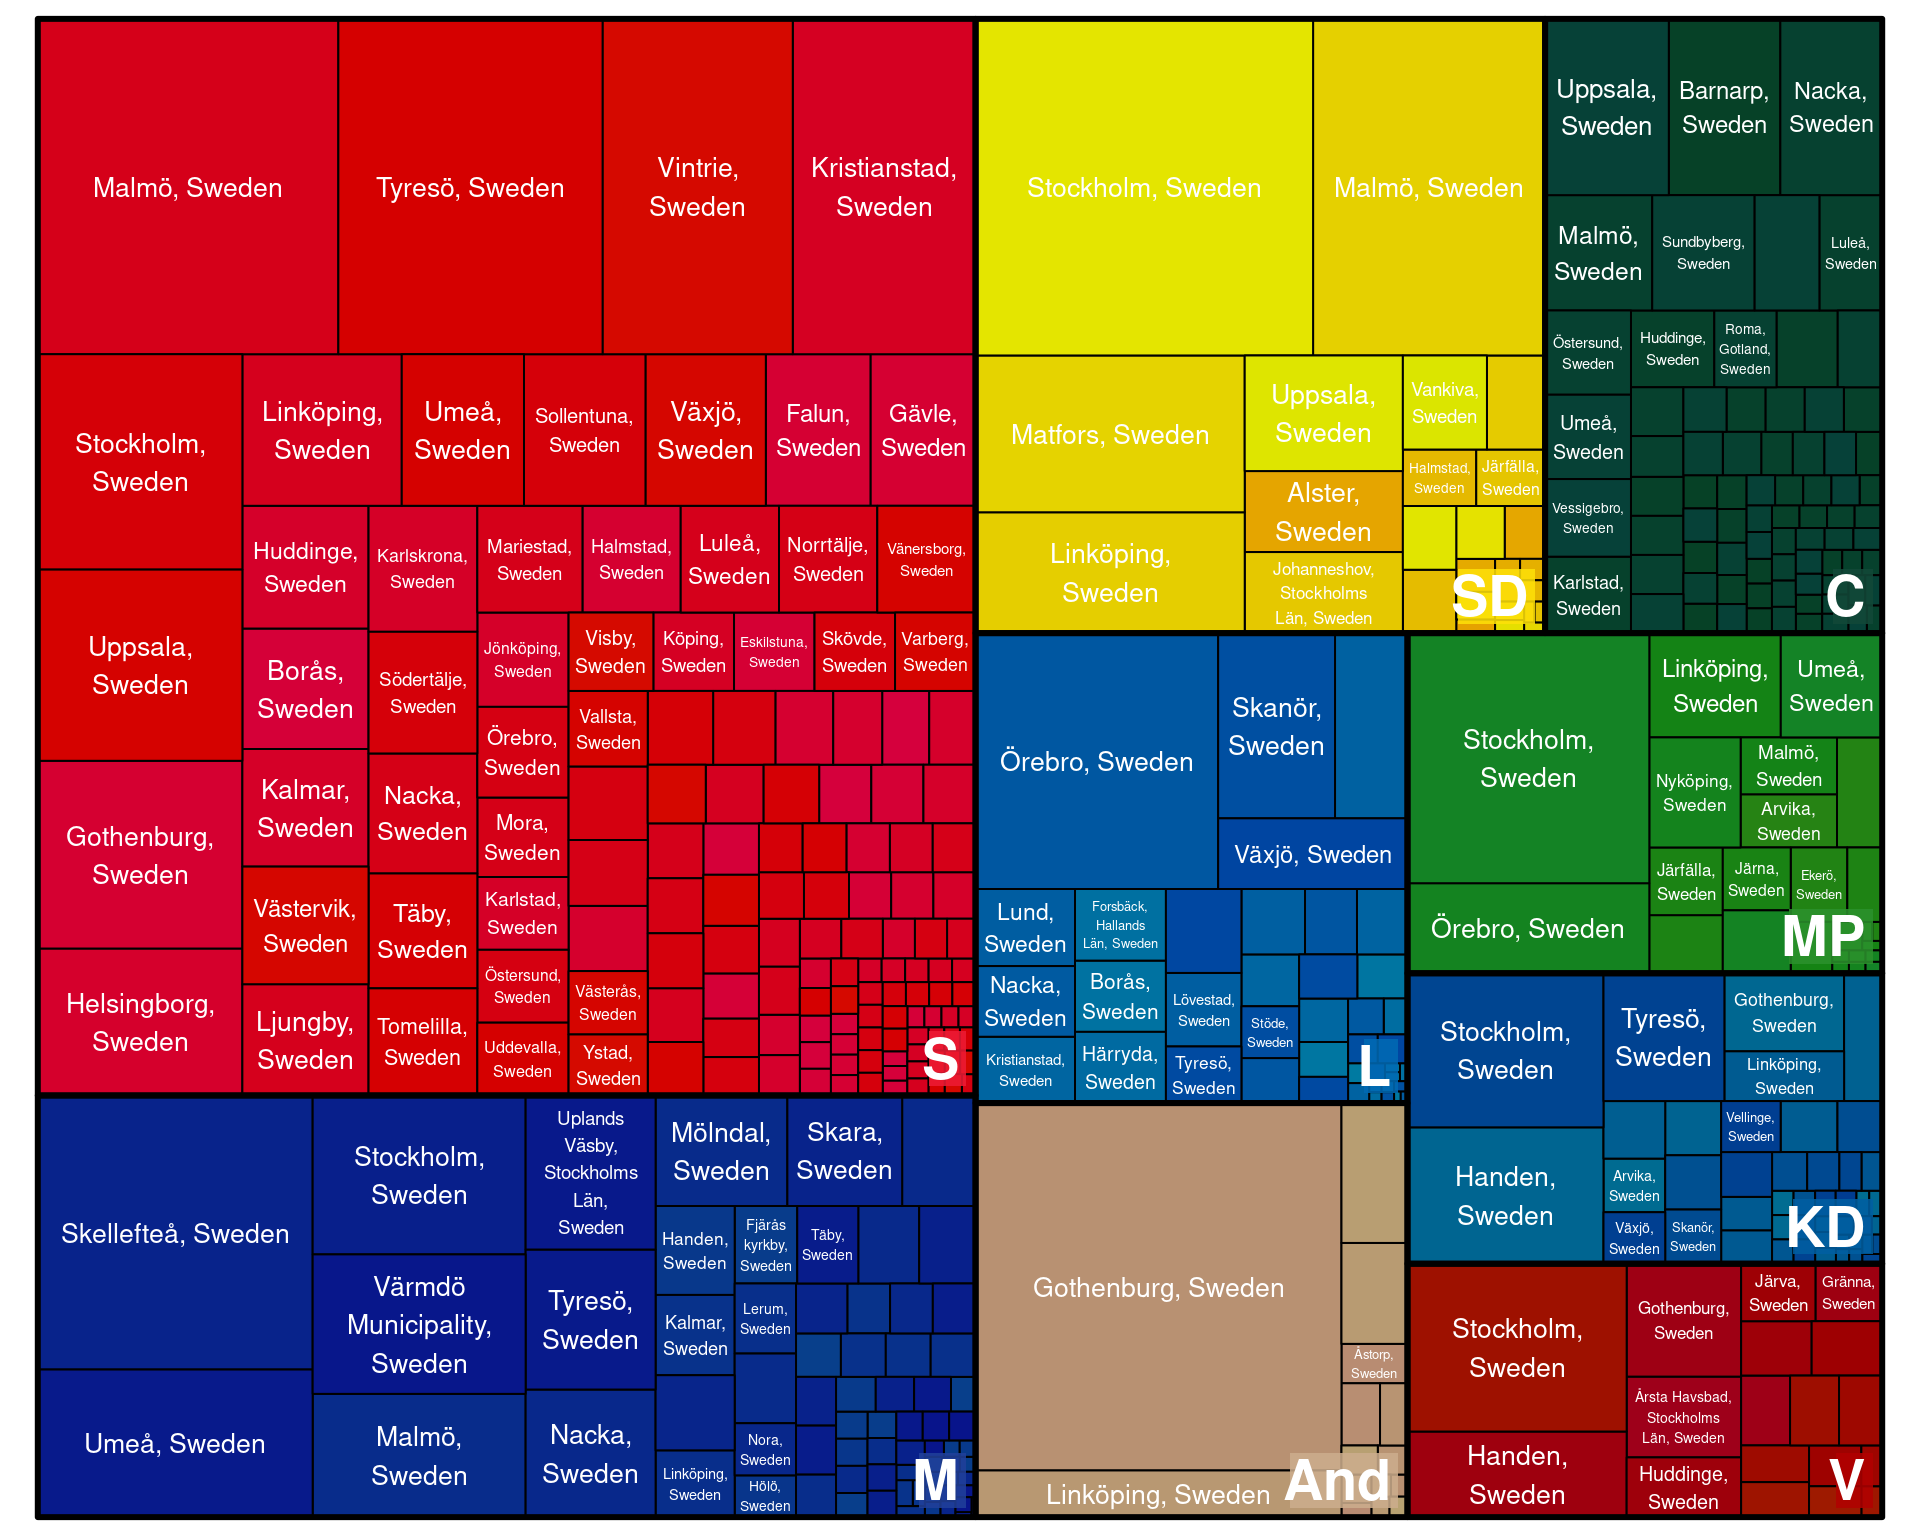 Malmö, Sweden
Tyresö, Sweden
Vintrie,
Sweden
Kristianstad,
Sweden
Stockholm,
Sweden
Linköping,
Sweden
Umeå,
Sweden
Sollentuna,
Sweden
Växjö,
Sweden
Falun,
Sweden
Gävle,
Sweden
Uppsala,
Sweden
Gothenburg,
Sweden
Helsingborg,
Sweden
Huddinge,
Sweden
Borås,
Sweden
Kalmar,
Sweden
Västervik,
Sweden
Ljungby,
Sweden
Karlskrona,
Sweden
Södertälje,
Sweden
Nacka,
Sweden
Täby,
Sweden
Tomelilla,
Sweden
Mariestad,
Sweden
Halmstad,
Sweden
Luleå,
Sweden
Norrtälje,
Sweden
Vänersborg,
Sweden
Jönköping,
Sweden
Örebro,
Sweden
Mora,
Sweden
Karlstad,
Sweden
Östersund,
Sweden
Uddevalla,
Sweden
Visby,
Sweden
Köping,
Sweden
Eskilstuna,
Sweden
Skövde,
Sweden
Varberg,
Sweden
Vallsta,
Sweden
Västerås,
Sweden
Ystad,
Sweden
S
Skellefteå, Sweden
Umeå, Sweden
Stockholm,
Sweden
Värmdö
Municipality,
Sweden
Malmö,
Sweden
Uplands
Väsby,
Stockholms
Län,
Sweden
Tyresö,
Sweden
Nacka,
Sweden
Mölndal,
Sweden
Skara,
Sweden
Handen,
Sweden
Kalmar,
Sweden
Linköping,
Sweden
Fjärås
kyrkby,
Sweden
Täby,
Sweden
Lerum,
Sweden
Nora,
Sweden
Hölö,
Sweden
M
Stockholm, Sweden
Malmö, Sweden
Matfors, Sweden
Linköping,
Sweden
Uppsala,
Sweden
Alster,
Sweden
Johanneshov,
Stockholms
Län, Sweden
Vankiva,
Sweden
Halmstad,
Sweden
Järfälla,
Sweden
SD
Uppsala,
Sweden
Barnarp,
Sweden
Nacka,
Sweden
Malmö,
Sweden
Sundbyberg,
Sweden
Luleå,
Sweden
Östersund,
Sweden
Huddinge,
Sweden
Roma,
Gotland,
Sweden
Umeå,
Sweden
Vessigebro,
Sweden
Karlstad,
Sweden
C
Örebro, Sweden
Skanör,
Sweden
Växjö, Sweden
Lund,
Sweden
Nacka,
Sweden
Kristianstad,
Sweden
Forsbäck,
Hallands
Län, Sweden
Borås,
Sweden
Härryda,
Sweden
Lövestad,
Sweden
Tyresö,
Sweden
Stöde,
Sweden
L
Stockholm,
Sweden
Örebro, Sweden
Linköping,
Sweden
Umeå,
Sweden
Nyköping,
Sweden
Malmö,
Sweden
Arvika,
Sweden
Järfälla,
Sweden
Järna,
Sweden
Ekerö,
Sweden
MP
Stockholm,
Sweden
Handen,
Sweden
Tyresö,
Sweden
Gothenburg,
Sweden
Linköping,
Sweden
Arvika,
Sweden
Växjö,
Sweden
Skanör,
Sweden
Vellinge,
Sweden
KD
Gothenburg, Sweden
Linköping, Sweden
Åstorp,
Sweden
And
Stockholm,
Sweden
Handen,
Sweden
Gothenburg,
Sweden
Årsta Havsbad,
Stockholms
Län, Sweden
Huddinge,
Sweden
Järva,
Sweden
Gränna,
Sweden
V